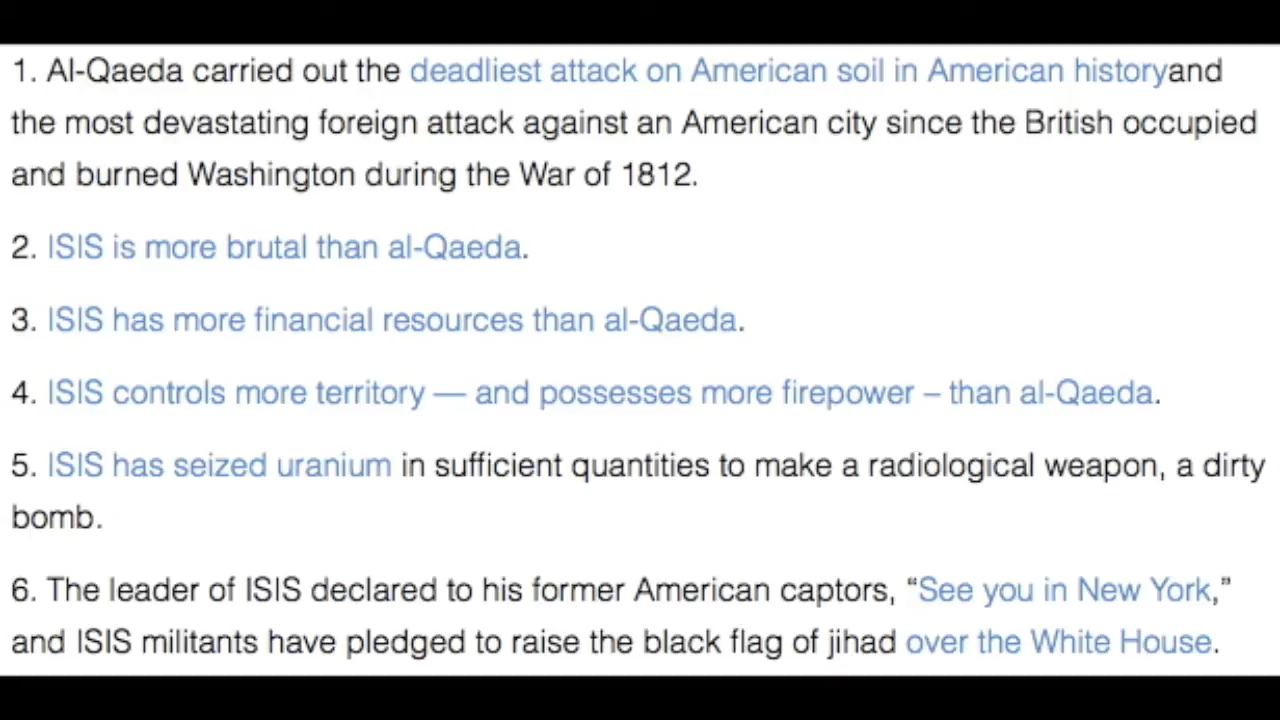 1. Al-Qaeda carried out the deadliest attack on American soil in American historyand
the most devastating foreign attack against an American city since the British occupied
and burned Washington during the War of 1812.
2. ISIS is more brutal than al-Qaeda.
3. ISIS has more financial resources than al-Qaeda.
4. ISIS controls more territory — and possesses more firepower – than al-Qaeda.
5. ISIS has seized uranium in sufficient quantities to make a radiological weapon, a dirty
bomb.
6. The leader of ISIS declared to his former American captors, “See you in New York,”
and ISIS militants have pledged to raise the black flag of jihad over the White House.